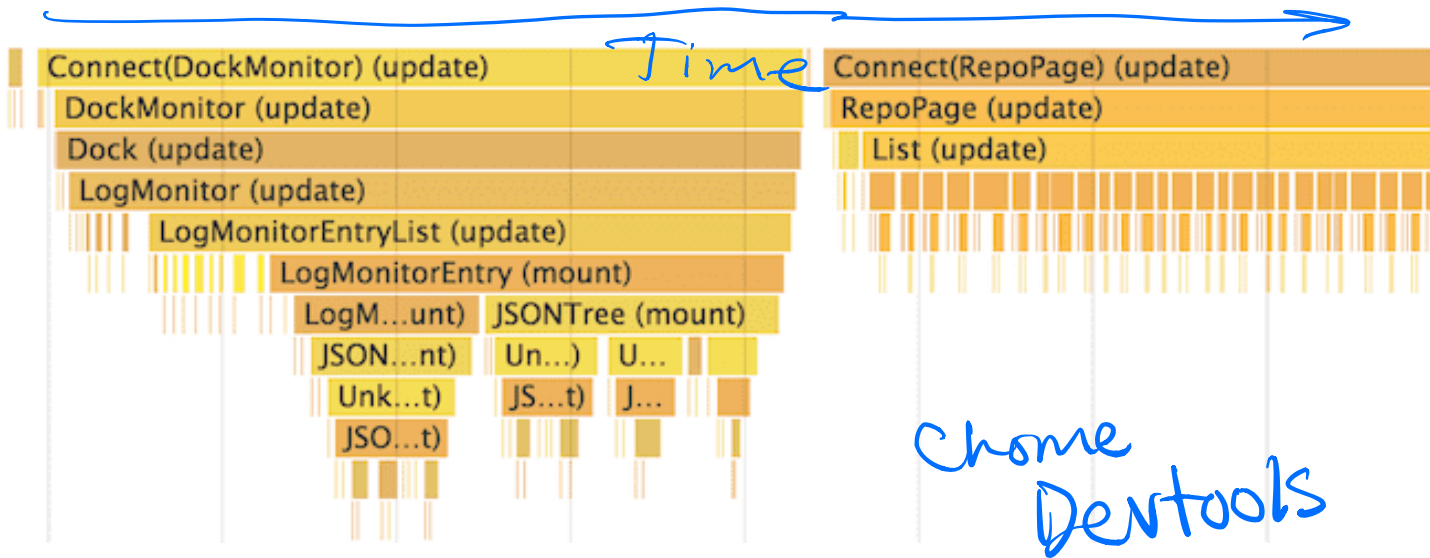 Time
Connect(DockMonitor) (update)
Connect(RepoPage) (update)
DockMonitor (update)
RepoPage (update)
Dock (update)
List (update)
LogMonitor (update)
LogMonitorEntryList (update)
LogMonitorEntry (mount)
LogM...unt)
JSONTree (mount)
JSON...nt)
Un...)
U...
Unk...t)
JS...t)
J...
JSO...t)
Chome
Devtools